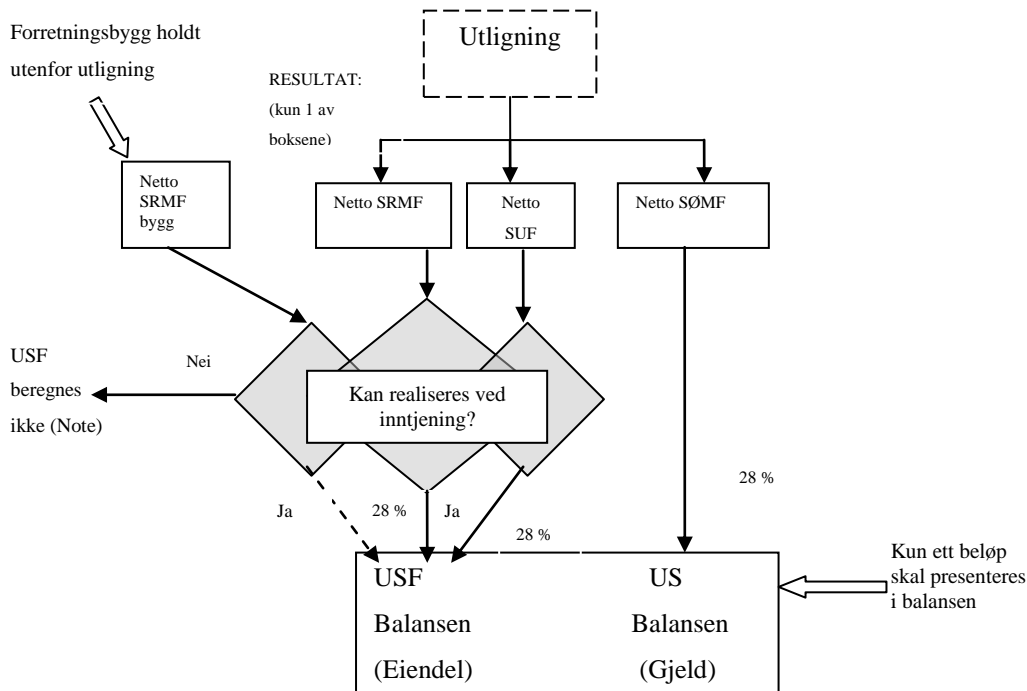 Forretningsbygg holdt
utenfor utligning
Utligning
RESULTAT:
(kun 1 av
boksene)
Netto
SRMF
bygg
Netto SRMF
Netto
SUF
Netto SØMF
USF
beregnes
ikke (Note)
Nei
Kan realiseres ved
inntjening?
Ja
28 %
Ja
28 %
28 %
USF
Balansen
(Eiendel)
US
Balansen
(Gjeld)
Kun ett beløp
skal presenteres
i balansen